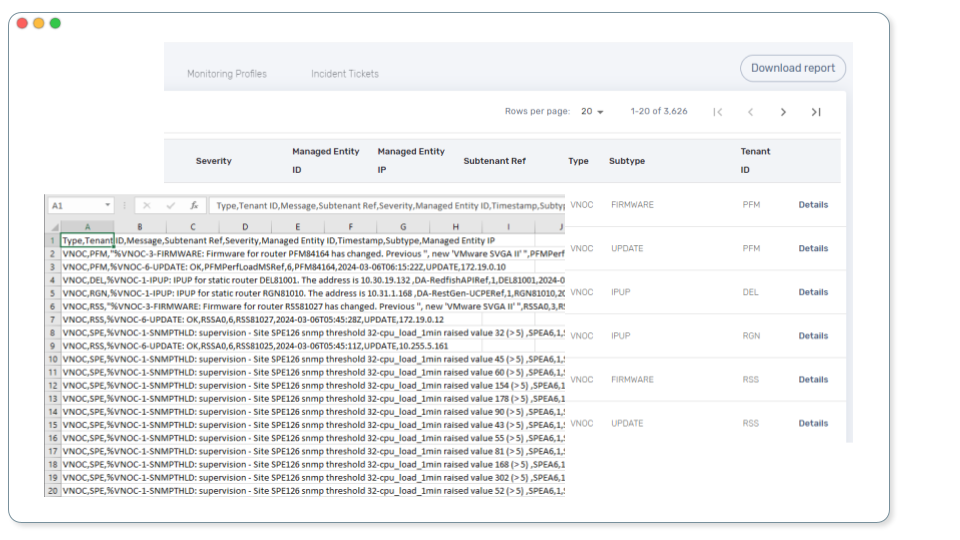 Monitoring Profiles Incident Tickets Download report
Rows per page: 20 1-20 of 3,626
Severity Managed Entity ID Managed Entity IP Subtenant Ref Type Subtype Tenant ID
VNOC FIRMWARE PFM Details
VNOC UPDATE PFM Details
VNOC IPUP DEL Details
VNOC IPUP RGN Details
VNOC FIRMWARE RSS Details
VNOC UPDATE RSS Details
A1 fx Type,Tenant ID,Message,Subtenant Ref,Severity,Managed Entity ID,Timestamp,Subtyp
A B C D E F G H I J
1 Type,Tenant ID,Message,Subtenant Ref,Severity,Managed Entity ID,Timestamp,Subtype,Managed Entity IP
2 VNOC,PFM,"%VNOC-3-FIRMWARE: Firmware for router PFM84164 has changed. Previous '', new 'VMware SVGA II' ",PFMPerf
3 VNOC,PFM,%VNOC-6-UPDATE: OK,PFMPerfLoadMSRef,6,PFM84164,2024-03-06T06:15:22Z,UPDATE,172.19.0.10
4 VNOC,DEL,%VNOC-1-IPUP: IPUP for static router DEL81001. The address is 10.30.19.132 ,DA-RedfishAPIRef,1,DEL81001,2024-0
5 VNOC,RGN,%VNOC-1-IPUP: IPUP for static router RGN81010. The address is 10.31.1.168 ,DA-RestGen-UCPERef,1,RGN81010,20
6 VNOC,RSS,"%VNOC-3-FIRMWARE: Firmware for router RSS81027 has changed. Previous '', new 'VMware SVGA II' ",RSSA0,3,R
7 VNOC,RSS,%VNOC-6-UPDATE: OK,RSSA0,6,RSS81027,2024-03-06T05:45:28Z,UPDATE,172.19.0.12
8 VNOC,SPE,%VNOC-1-SNMPTHLD: supervision - Site SPE126 snmp threshold 32-cpu_load_1min raised value 32 (>5) ,SPEA6,1,
9 VNOC,RSS,%VNOC-6-UPDATE: OK,RSSA0,6,RSS81025,2024-03-06T05:45:11Z,UPDATE,10.255.5.161
10 VNOC,SPE,%VNOC-1-SNMPTHLD: supervision - Site SPE126 snmp threshold 32-cpu_load_1min raised value 45 (>5) ,SPEA6,1,
11 VNOC,SPE,%VNOC-1-SNMPTHLD: supervision - Site SPE126 snmp threshold 32-cpu_load_1min raised value 60 (>5) ,SPEA6,1,
12 VNOC,SPE,%VNOC-1-SNMPTHLD: supervision - Site SPE126 snmp threshold 32-cpu_load_1min raised value 154 (>5) ,SPEA6,1
13 VNOC,SPE,%VNOC-1-SNMPTHLD: supervision - Site SPE126 snmp threshold 32-cpu_load_1min raised value 178 (>5) ,SPEA6,1
14 VNOC,SPE,%VNOC-1-SNMPTHLD: supervision - Site SPE126 snmp threshold 32-cpu_load_1min raised value 90 (>5) ,SPEA6,1,
15 VNOC,SPE,%VNOC-1-SNMPTHLD: supervision - Site SPE126 snmp threshold 32-cpu_load_1min raised value 43 (>5) ,SPEA6,1,
16 VNOC,SPE,%VNOC-1-SNMPTHLD: supervision - Site SPE126 snmp threshold 32-cpu_load_1min raised value 55 (>5) ,SPEA6,1,
17 VNOC,SPE,%VNOC-1-SNMPTHLD: supervision - Site SPE126 snmp threshold 32-cpu_load_1min raised value 81 (>5) ,SPEA6,1,
18 VNOC,SPE,%VNOC-1-SNMPTHLD: supervision - Site SPE126 snmp threshold 32-cpu_load_1min raised value 168 (>5) ,SPEA6,1
19 VNOC,SPE,%VNOC-1-SNMPTHLD: supervision - Site SPE126 snmp threshold 32-cpu_load_1min raised value 302 (>5) ,SPEA6,1
20 VNOC,SPE,%VNOC-1-SNMPTHLD: supervision - Site SPE126 snmp threshold 32-cpu_load_1min raised value 52 (>5) ,SPEA6,1,